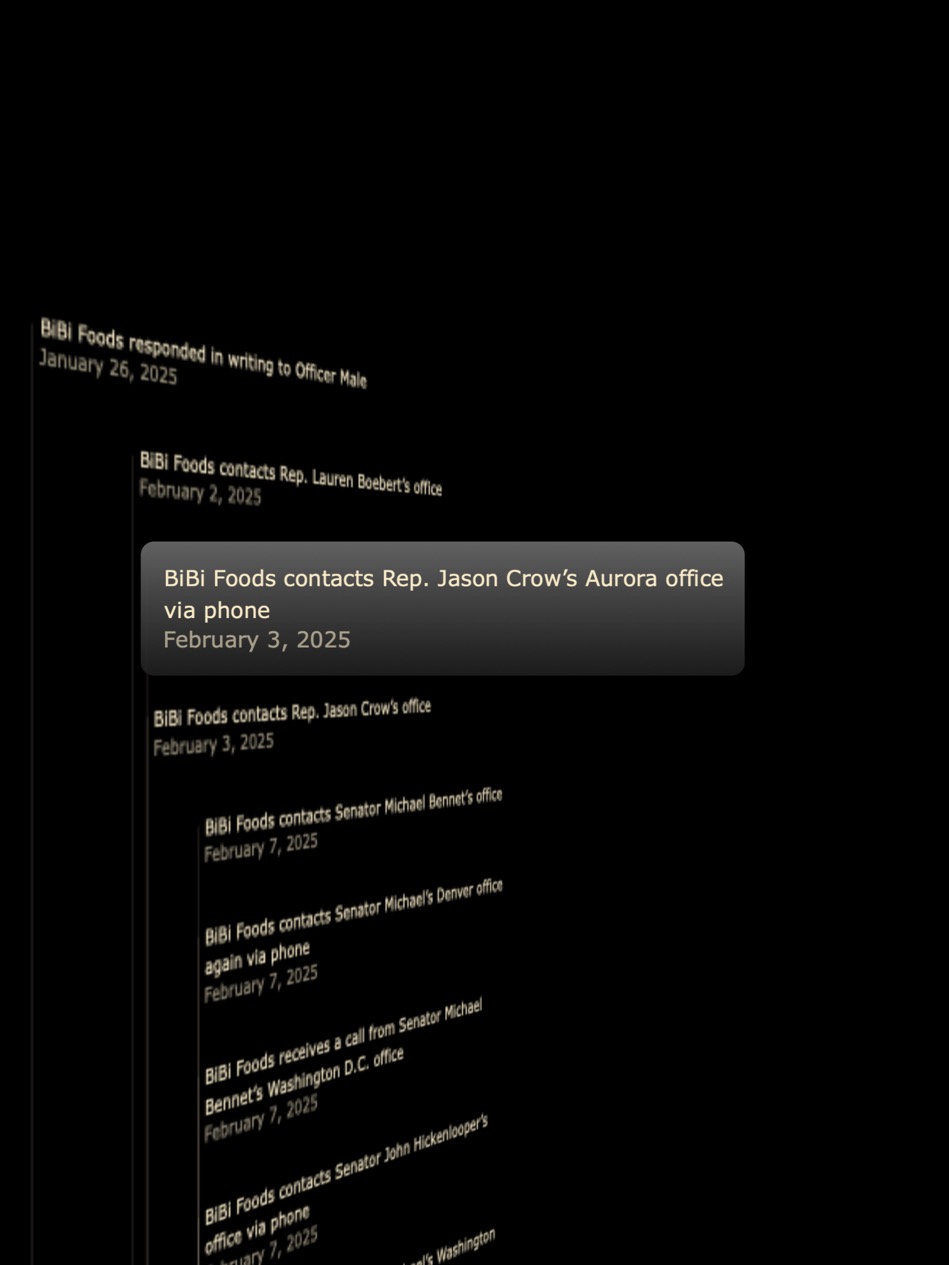 BiBi Foods responded in writing to Officer Male
January 26, 2025
BiBi Foods contacts Rep. Lauren Boebert’s office
February 2, 2025
BiBi Foods contacts Rep. Jason Crow’s Aurora office
via phone
February 3, 2025
BiBi Foods contacts Rep. Jason Crow’s office
February 3, 2025
BiBi Foods contacts Senator Michael Bennet’s office
February 7, 2025
BiBi Foods contacts Senator Michael’s Denver office
again via phone
February 7, 2025
BiBi Foods receives a call from Senator Michael
Bennet’s Washington D.C. office
February 7, 2025
BiBi Foods contacts Senator John Hickenlooper’s
office via phone
7, 2025
Washington